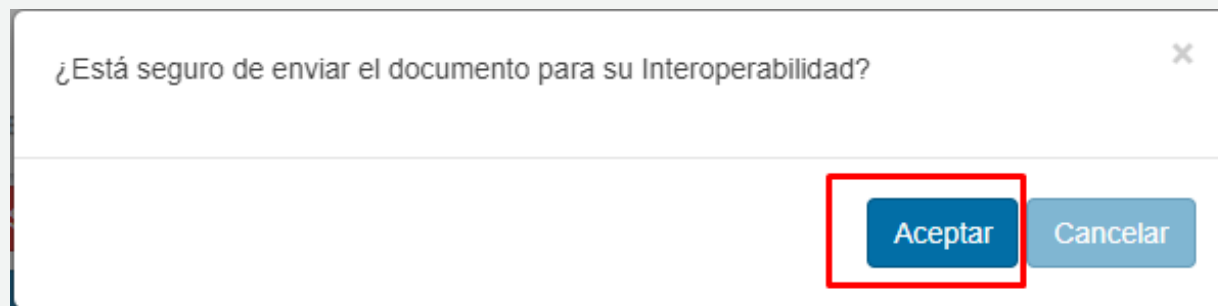 ¿Está seguro de enviar el documento para su Interoperabilidad?
×
Aceptar Cancelar